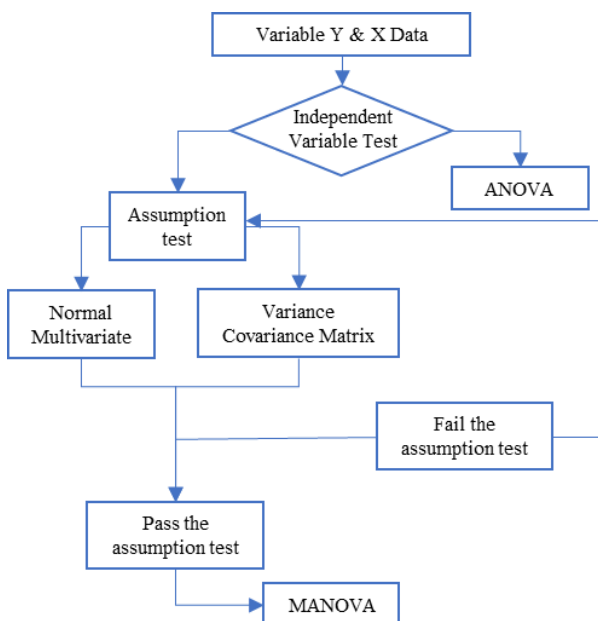 Variable Y & X Data
Independent
Variable Test
ANOVA
Assumption
test
Normal
Multivariate
Variance
Covariance Matrix
Fail the
assumption test
Pass the
assumption test
MANOVA